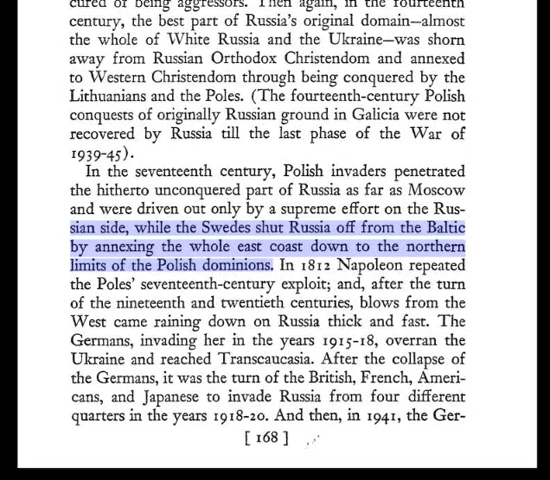 cured of being aggressors. Then again, in the fourteenth
century, the best part of Russia's original domain—almost
the whole of White Russia and the Ukraine—was shorn
away from Russian Orthodox Christendom and annexed
to Western Christendom through being conquered by the
Lithuanians and the Poles. (The fourteenth-century Polish
conquests of originally Russian ground in Galicia were not
recovered by Russia till the last phase of the War of
1939-45).
In the seventeenth century, Polish invaders penetrated
the hitherto unconquered part of Russia as far as Moscow
and were driven out only by a supreme effort on the Rus-
sian side, while the Swedes shut Russia off from the Baltic
by annexing the whole east coast down to the northern
limits of the Polish dominions. In 1812 Napoleon repeated
the Poles' seventeenth-century exploit; and, after the turn
of the nineteenth and twentieth centuries, blows from the
West came raining down on Russia thick and fast. The
Germans, invading her in the years 1915-18, overran the
Ukraine and reached Transcaucasia. After the collapse of
the Germans, it was the turn of the British, French, Ameri-
cans, and Japanese to invade Russia from four different
quarters in the years 1918-20. And then, in 1941, the Ger-
[ 168 ]